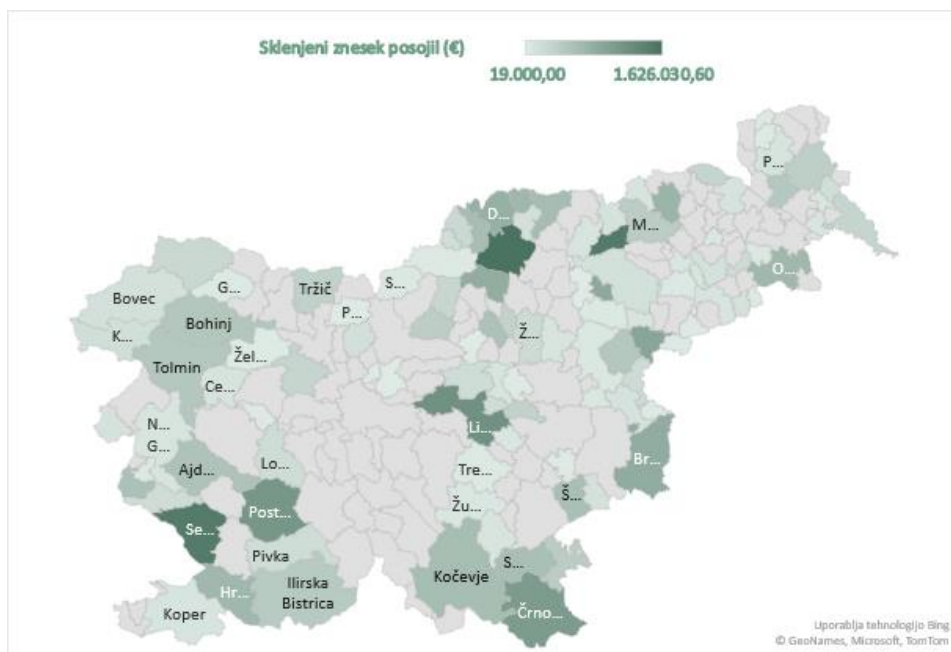 Sklenjeni znesek posojil (€)
19.000,00 1.626.030,60
P...
D...
M...
O...
Bovec
G...
Tržič
S...
P...
K...
Bohinj
Ž...
Tolmin
Žel...
Ce...
N...
G...
Li...
Ajd...
Lo...
Tre...
Br...
Post...
Žu...
Š...
Se...
Pivka
Kočevje
S...
Hr...
Ilirska
Bistrica
Koper
Črno...
Uporablja tehnologijo Bing
© GeoNames, Microsoft, TomTom